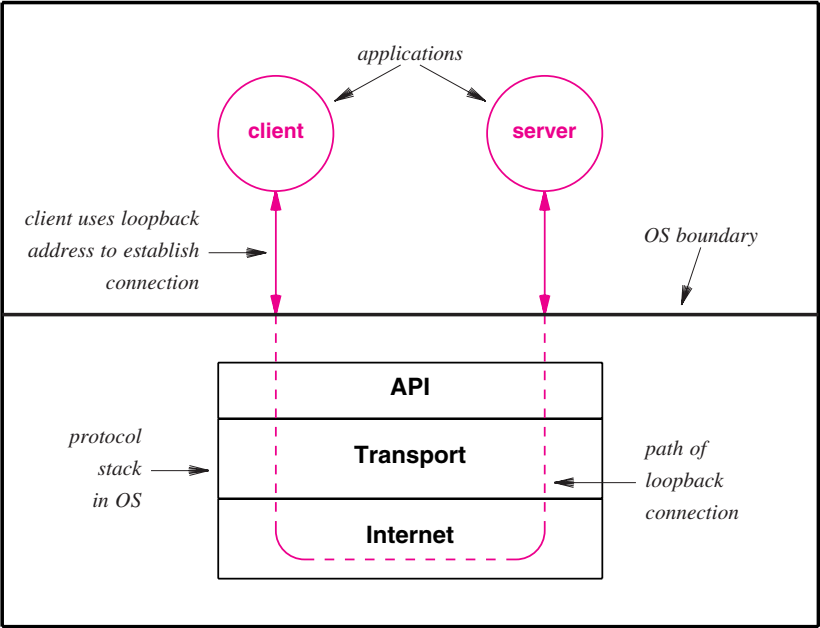 applications
client
server
client uses loopback
address to establish
connection
OS boundary
API
Transport
Internet
protocol
stack
in OS
path of
loopback
connection